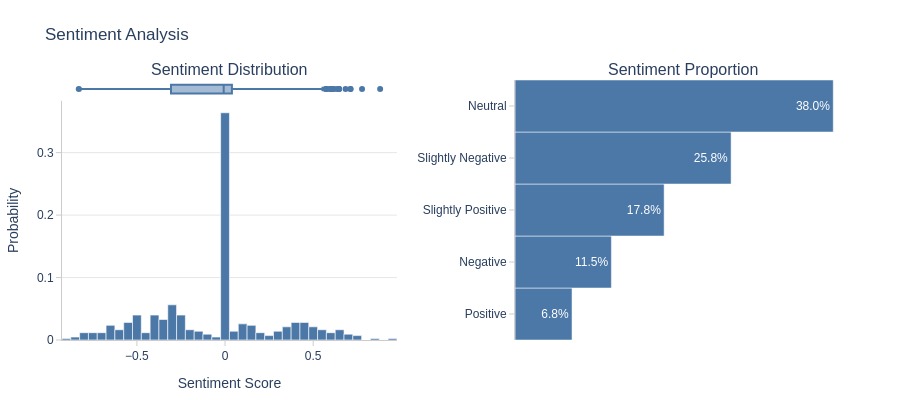 Sentiment Analysis
Sentiment Distribution
Probability
0.3
0.2
0.1
0
−0.5
0
0.5
Sentiment Score
Sentiment Proportion
Neutral
38.0%
Slightly Negative
25.8%
Slightly Positive
17.8%
Negative
11.5%
Positive
6.8%